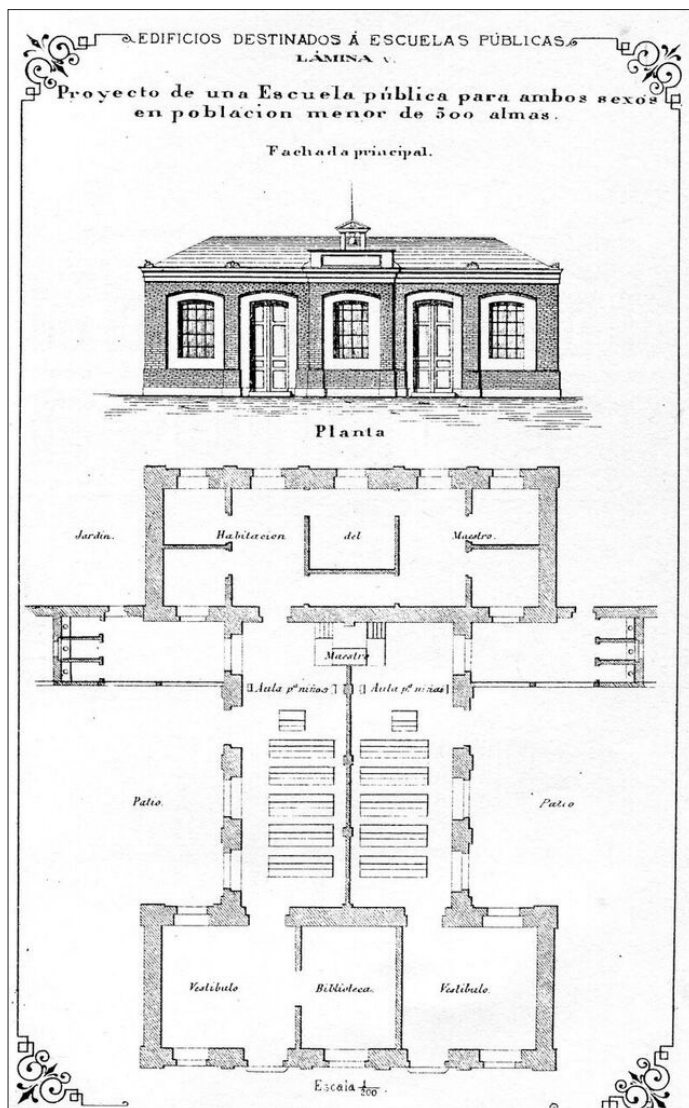 EDIFICIOS DESTINADOS Á ESCUELAS PÚBLICAS
LÁMINA V.
Proyecto de una Escuela pública para ambos sexos
en poblacion menor de 500 almas.
Fachada principal.
Planta
Jardin.
Habitacion del Maestro.
Maestro
Aula pª niños
Aula pª niñas
Patio.
Patio
Vestibulo
Biblioteca.
Vestibulo.
Escala 1/200.